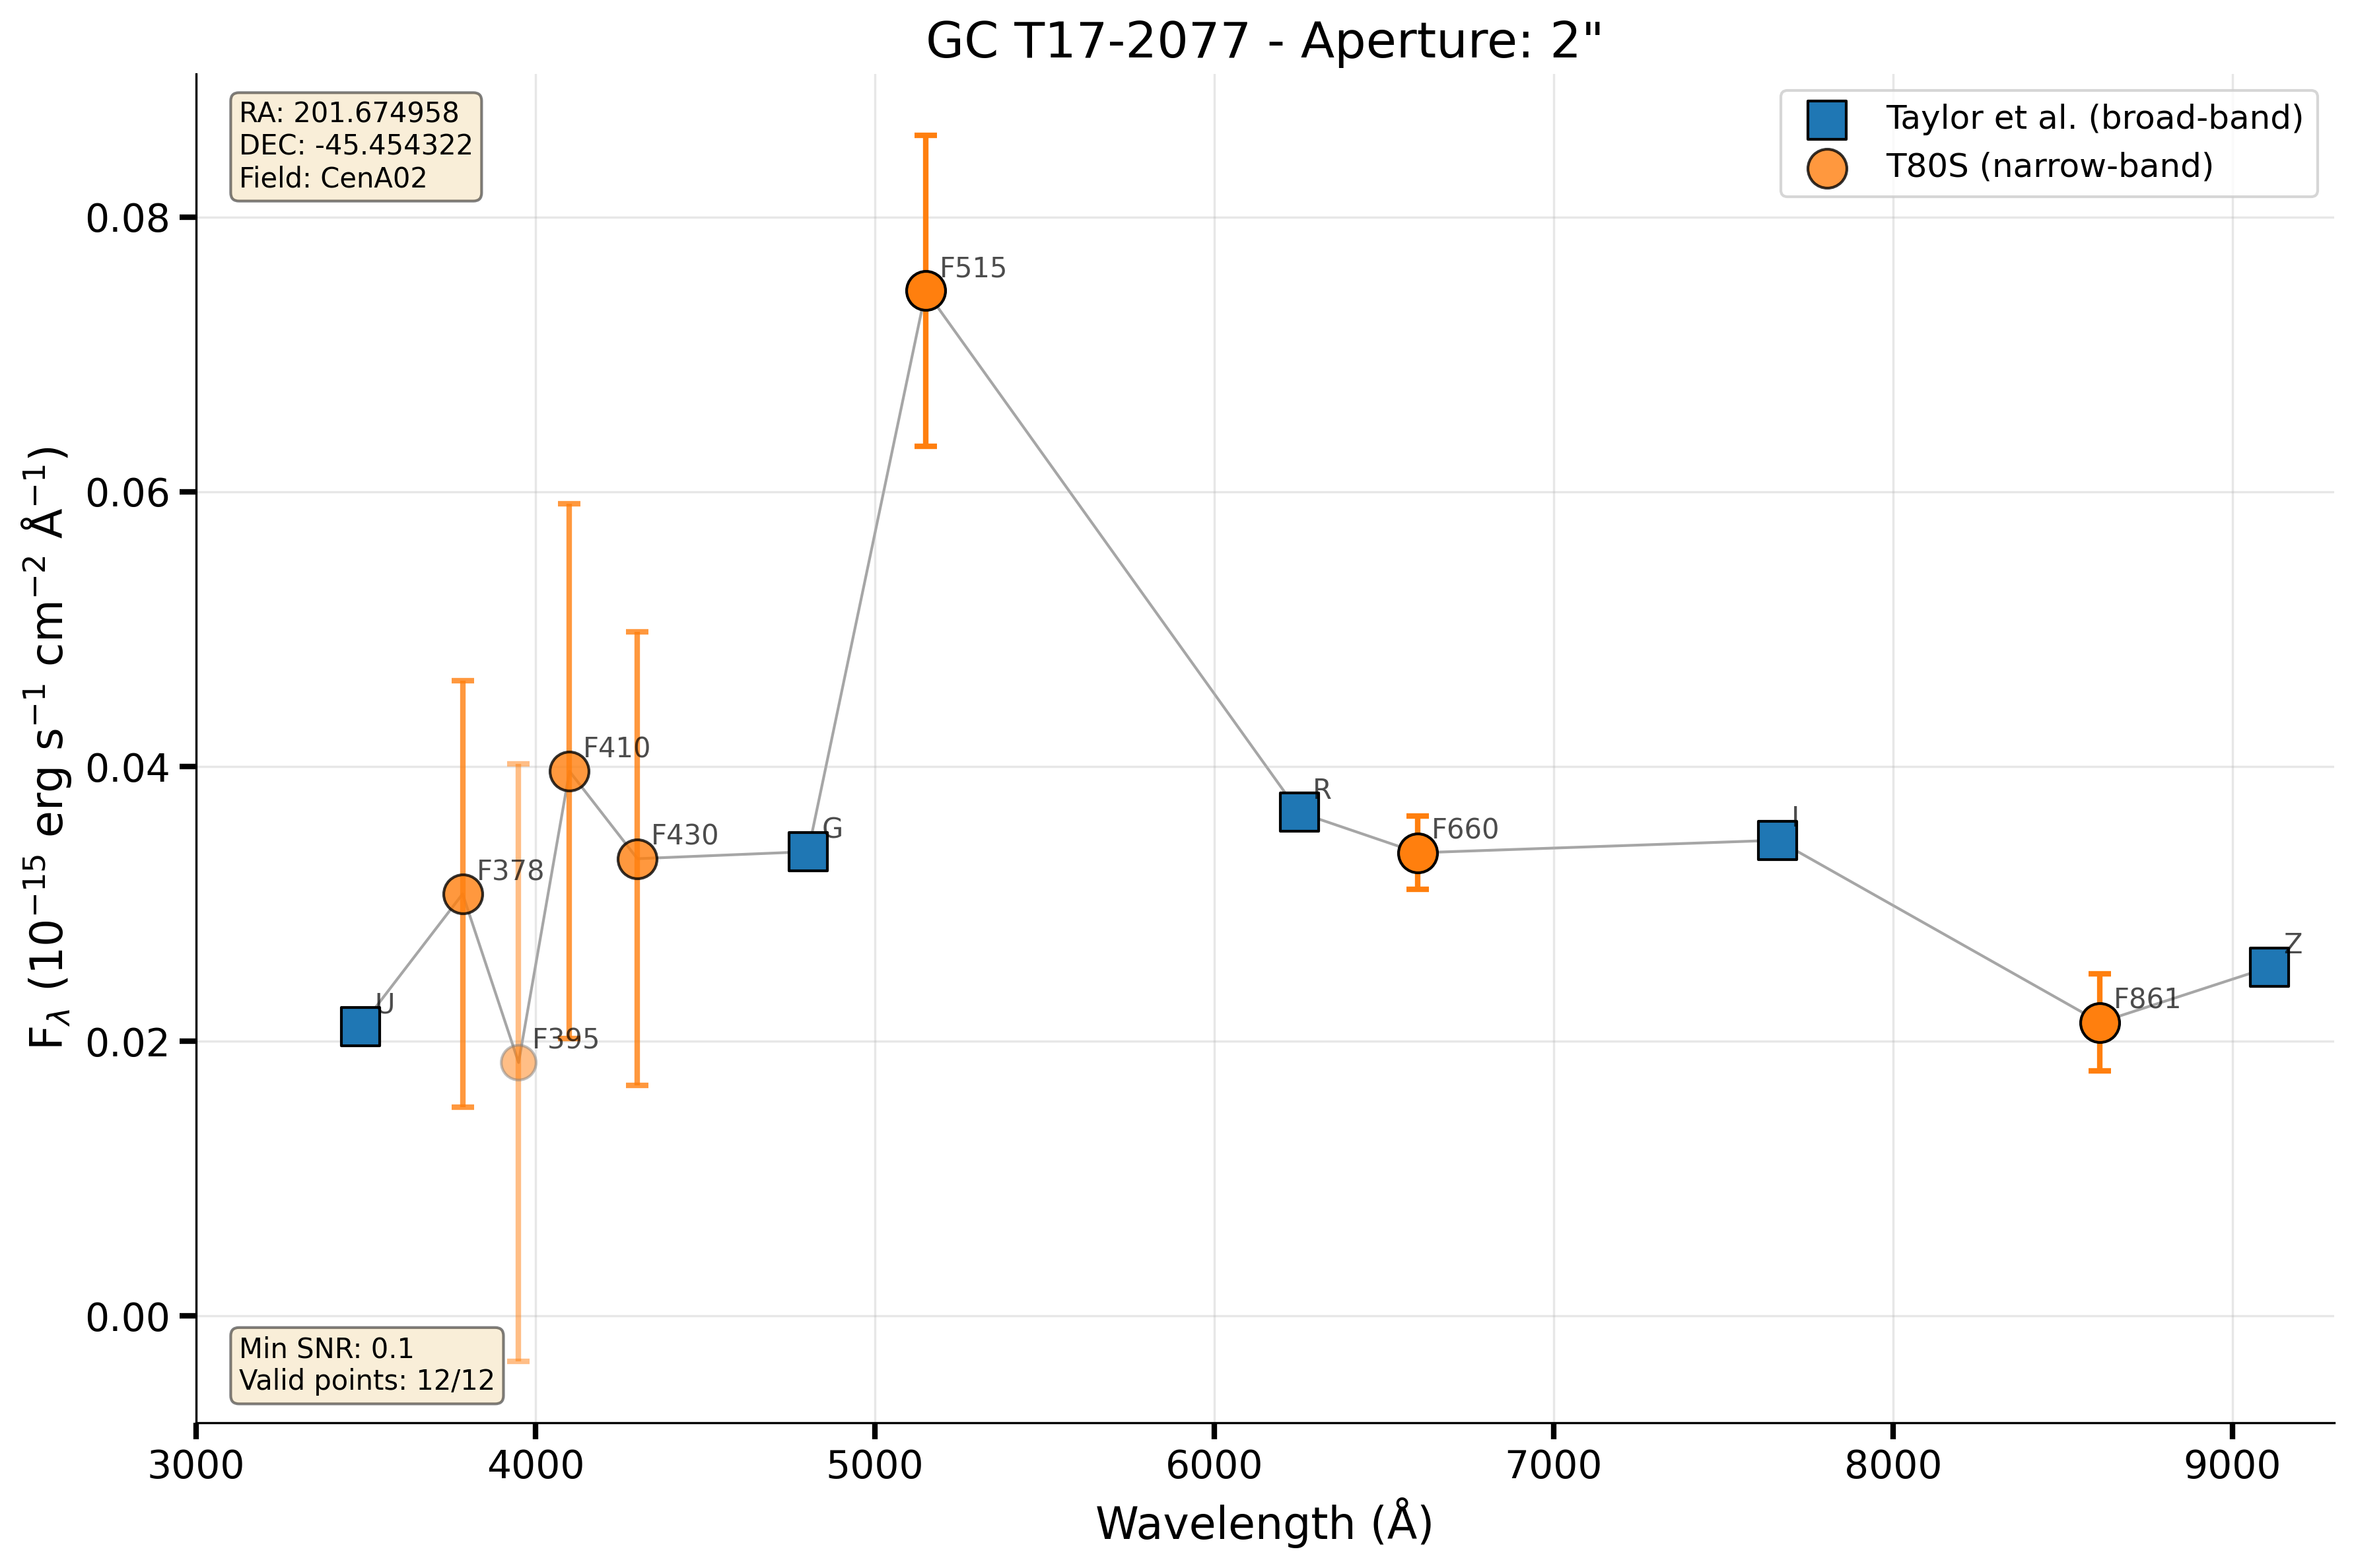 GC T17-2077 - Aperture: 2"
RA: 201.674958
DEC: -45.454322
Field: CenA02
Taylor et al. (broad-band)
T80S (narrow-band)
F515
F410
F378
F395
F430
U
G
R
F660
I
F861
Z
Min SNR: 0.1
Valid points: 12/12
0.08
0.06
0.04
0.02
0.00
F$_{λ}$ (10$^{−15}$ erg s$^{−1}$ cm$^{−2}$ Å$^{−1}$)
3000 4000 5000 6000 7000 8000 9000
Wavelength (Å)